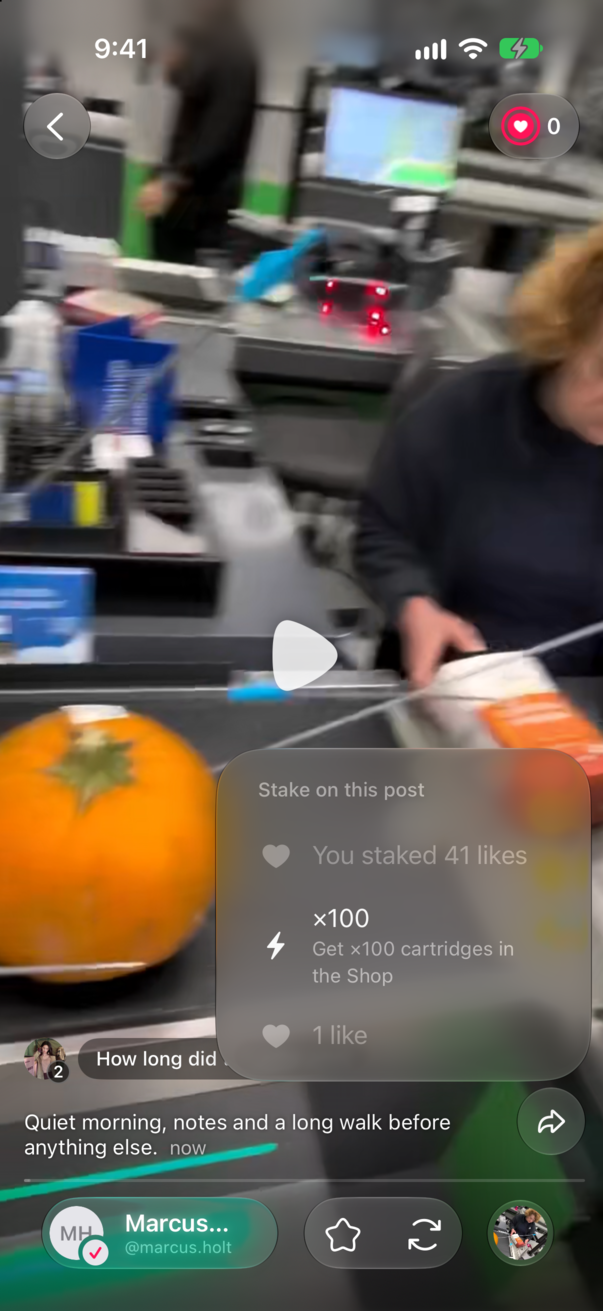 9:41
0
Stake on this post
You staked 41 likes
×100
Get ×100 cartridges in
the Shop
1 like
2
How long did
Quiet morning, notes and a long walk before
anything else. now
MH
Marcus...
@marcus.holt